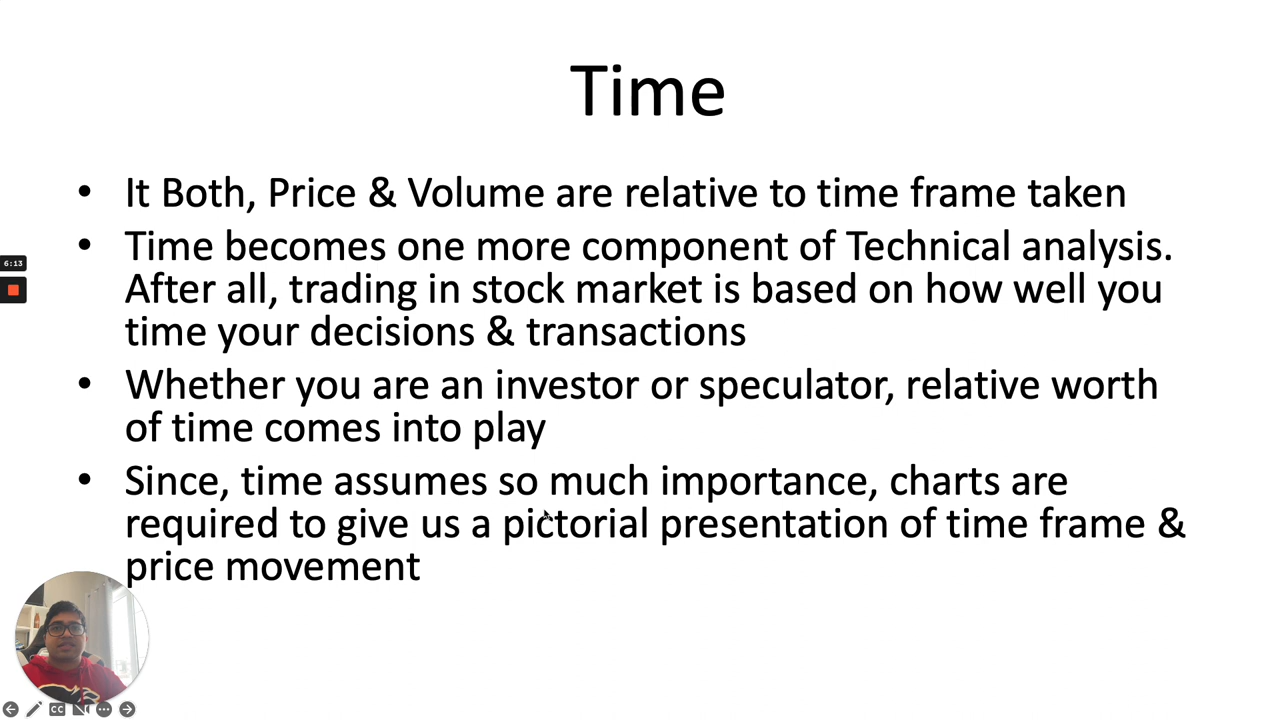 Time
• It Both, Price & Volume are relative to time frame taken
• Time becomes one more component of Technical analysis.
After all, trading in stock market is based on how well you
time your decisions & transactions
• Whether you are an investor or speculator, relative worth
of time comes into play
• Since, time assumes so much importance, charts are
required to give us a pictorial presentation of time frame &
price movement
6:13
CC